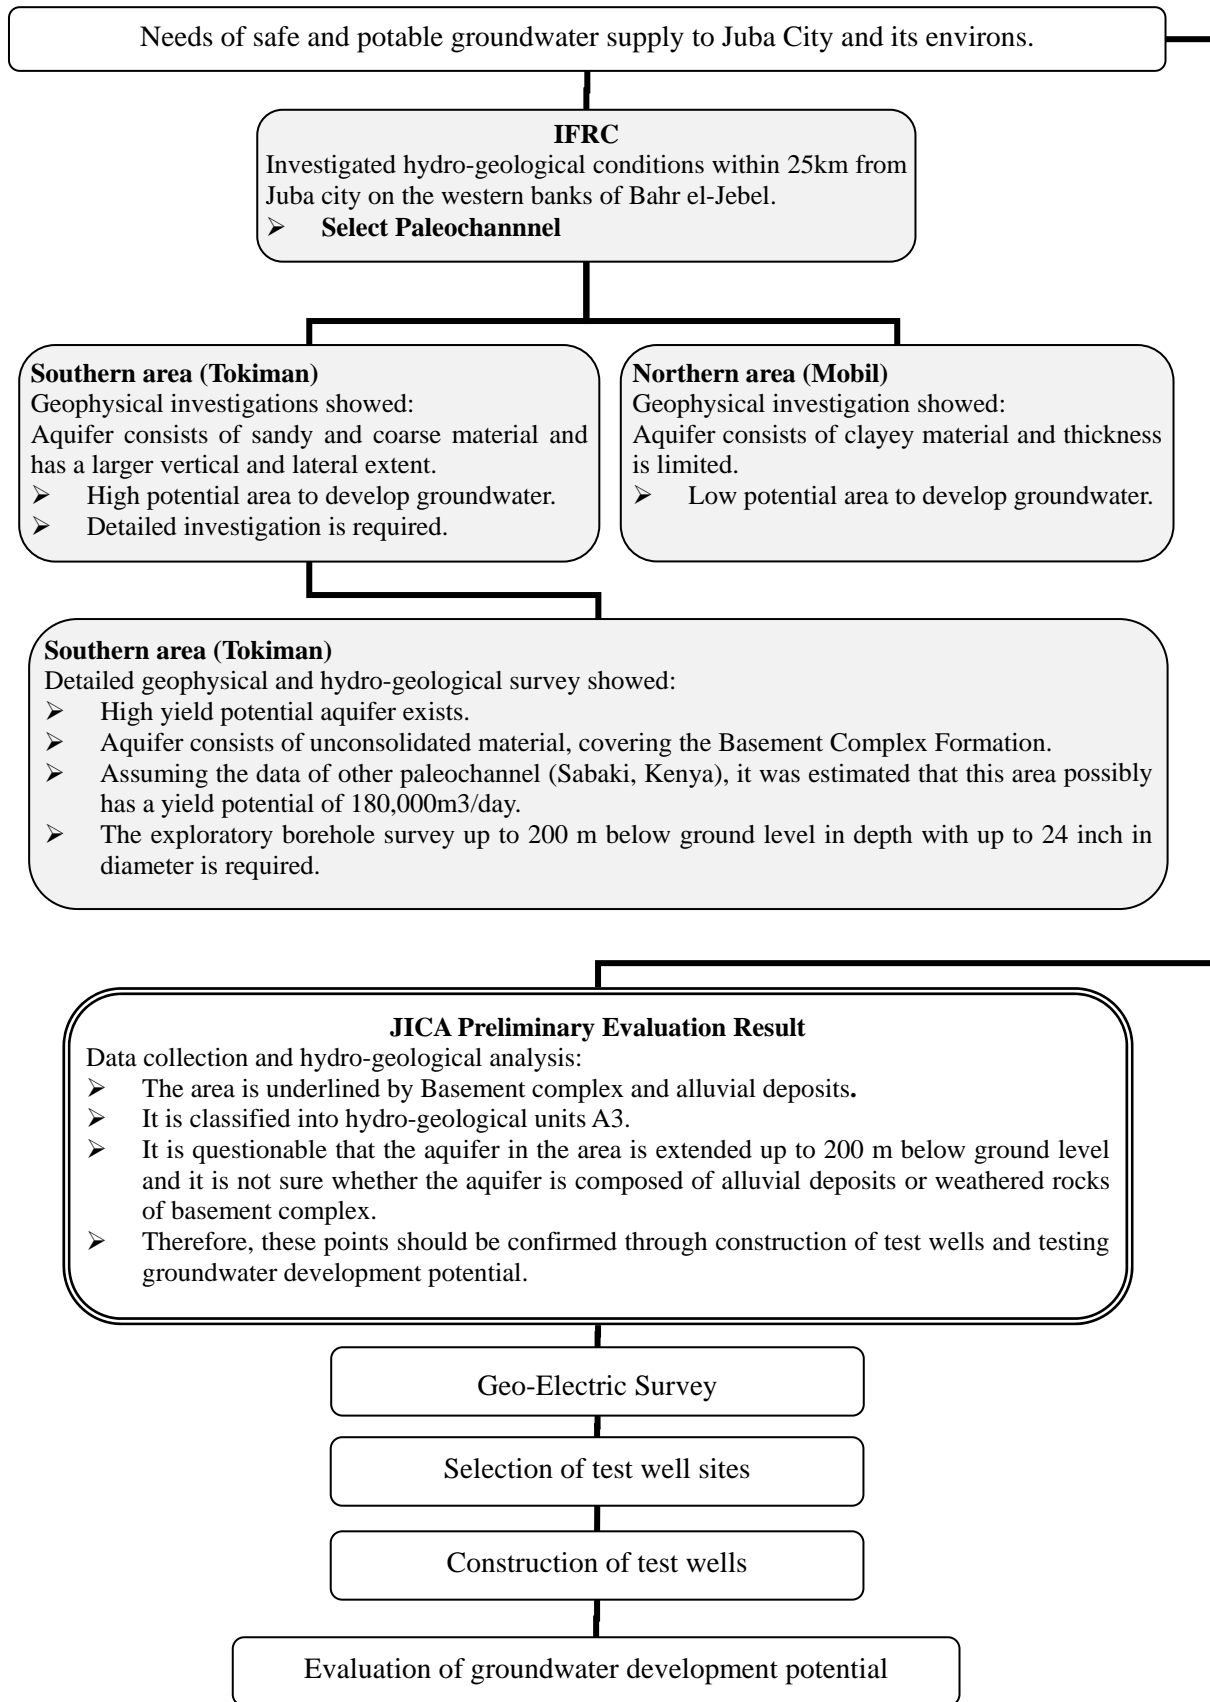 Needs of safe and potable groundwater supply to Juba City and its environs.
IFRC
Investigated hydro-geological conditions within 25km from
Juba city on the western banks of Bahr el-Jebel.
➢ Select Paleochannnel
Southern area (Tokiman)
Geophysical investigations showed:
Aquifer consists of sandy and coarse material and
has a larger vertical and lateral extent.
➢ High potential area to develop groundwater.
➢ Detailed investigation is required.
Northern area (Mobil)
Geophysical investigation showed:
Aquifer consists of clayey material and thickness
is limited.
➢ Low potential area to develop groundwater.
Southern area (Tokiman)
Detailed geophysical and hydro-geological survey showed:
➢ High yield potential aquifer exists.
➢ Aquifer consists of unconsolidated material, covering the Basement Complex Formation.
➢ Assuming the data of other paleochannel (Sabaki, Kenya), it was estimated that this area possibly
has a yield potential of 180,000m3/day.
➢ The exploratory borehole survey up to 200 m below ground level in depth with up to 24 inch in
diameter is required.
JICA Preliminary Evaluation Result
Data collection and hydro-geological analysis:
➢ The area is underlined by Basement complex and alluvial deposits.
➢ It is classified into hydro-geological units A3.
➢ It is questionable that the aquifer in the area is extended up to 200 m below ground level
and it is not sure whether the aquifer is composed of alluvial deposits or weathered rocks
of basement complex.
➢ Therefore, these points should be confirmed through construction of test wells and testing
groundwater development potential.
Geo-Electric Survey
Selection of test well sites
Construction of test wells
Evaluation of groundwater development potential